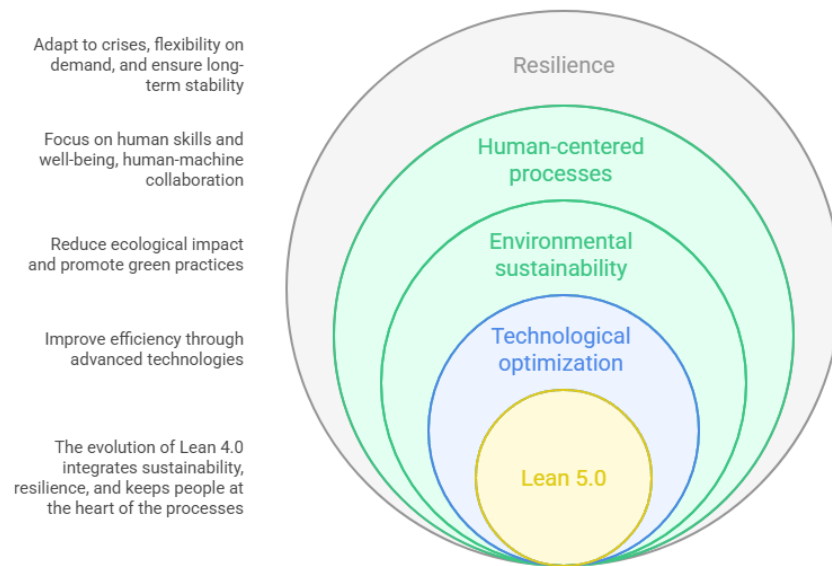 Adapt to crises, flexibility on
demand, and ensure long-
term stability
Resilience
Focus on human skills and
well-being, human-machine
collaboration
Human-centered
processes
Reduce ecological impact
and promote green practices
Environmental
sustainability
Improve efficiency through
advanced technologies
Technological
optimization
The evolution of Lean 4.0
integrates sustainability,
resilience, and keeps people at
the heart of the processes
Lean 5.0